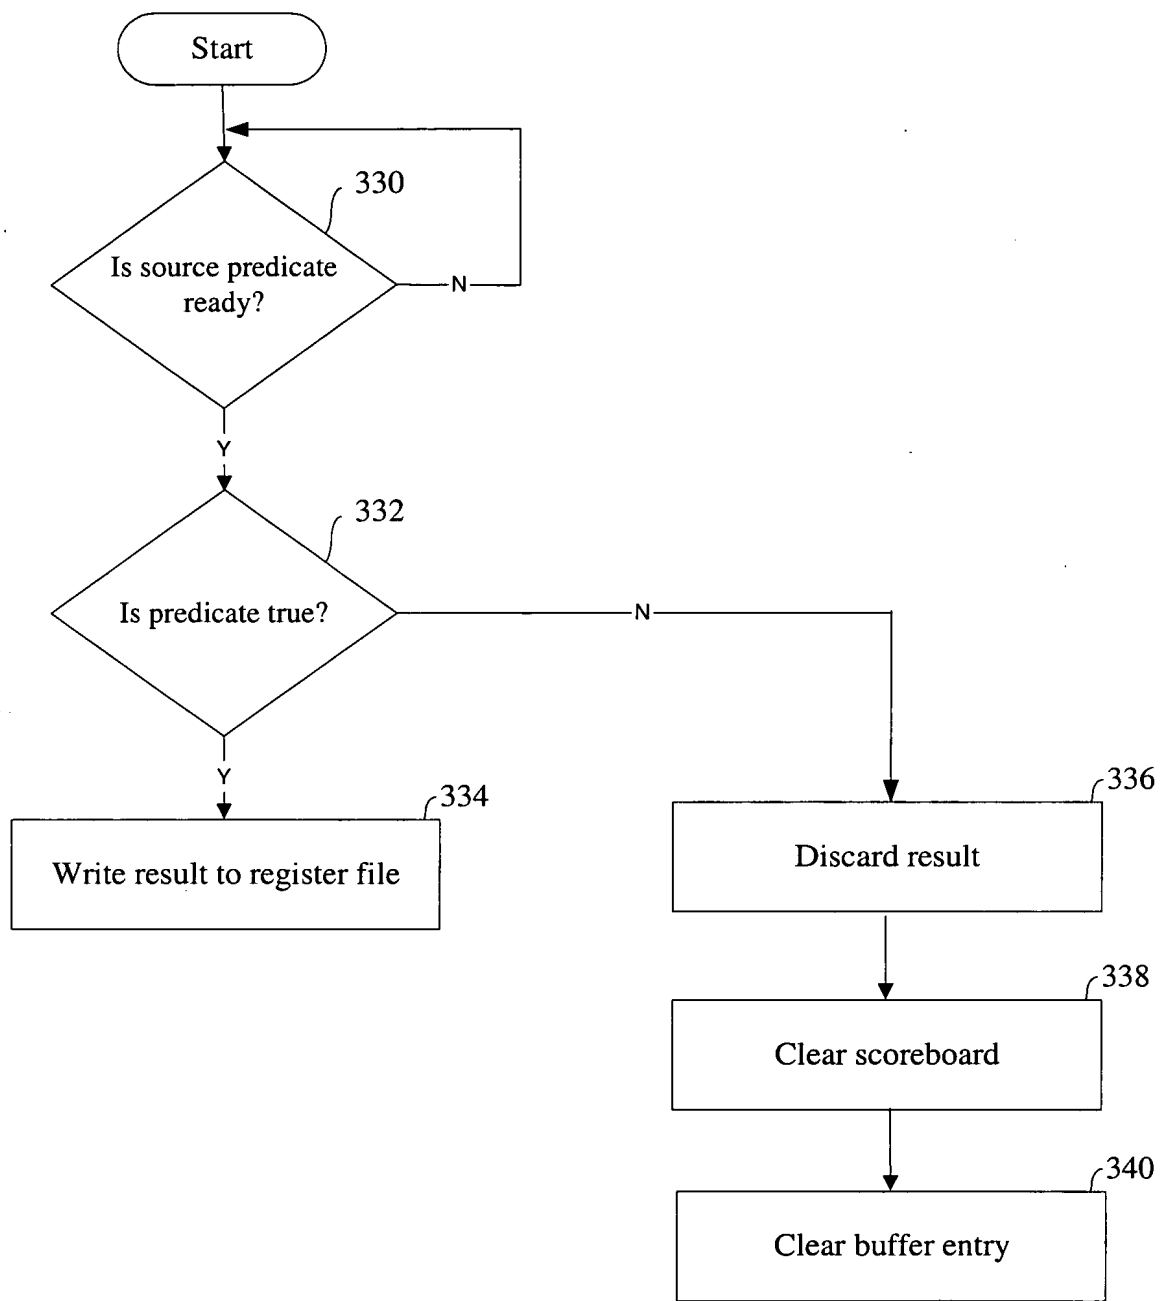 Start
330
Is source predicate
ready?
N
Y
332
Is predicate true?
N
Y
334
Write result to register file
336
Discard result
338
Clear scoreboard
340
Clear buffer entry